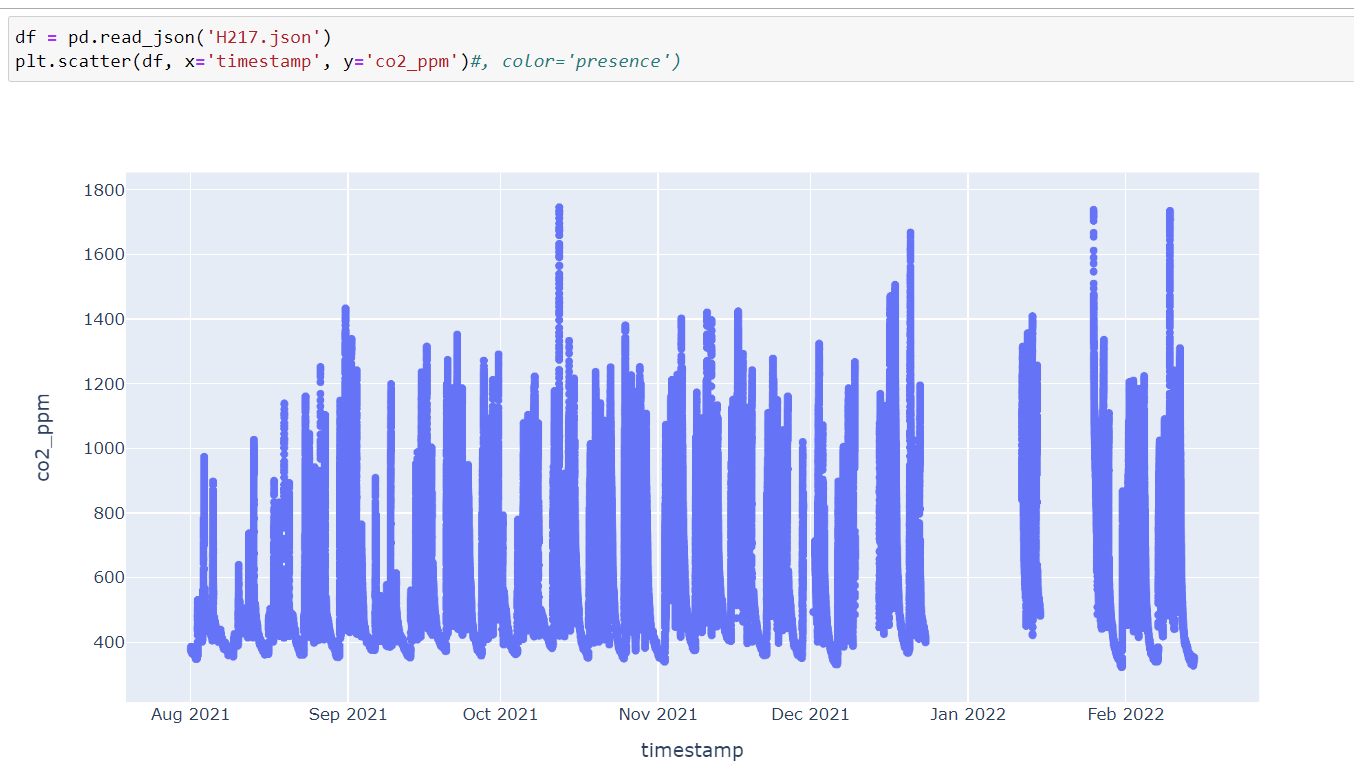 df = pd.read_json('H217.json')
plt.scatter(df, x='timestamp', y='co2_ppm')#, color='presence')
1800
1600
1400
1200
1000
800
600
400
co2_ppm
Aug 2021
Sep 2021
Oct 2021
Nov 2021
Dec 2021
Jan 2022
Feb 2022
timestamp